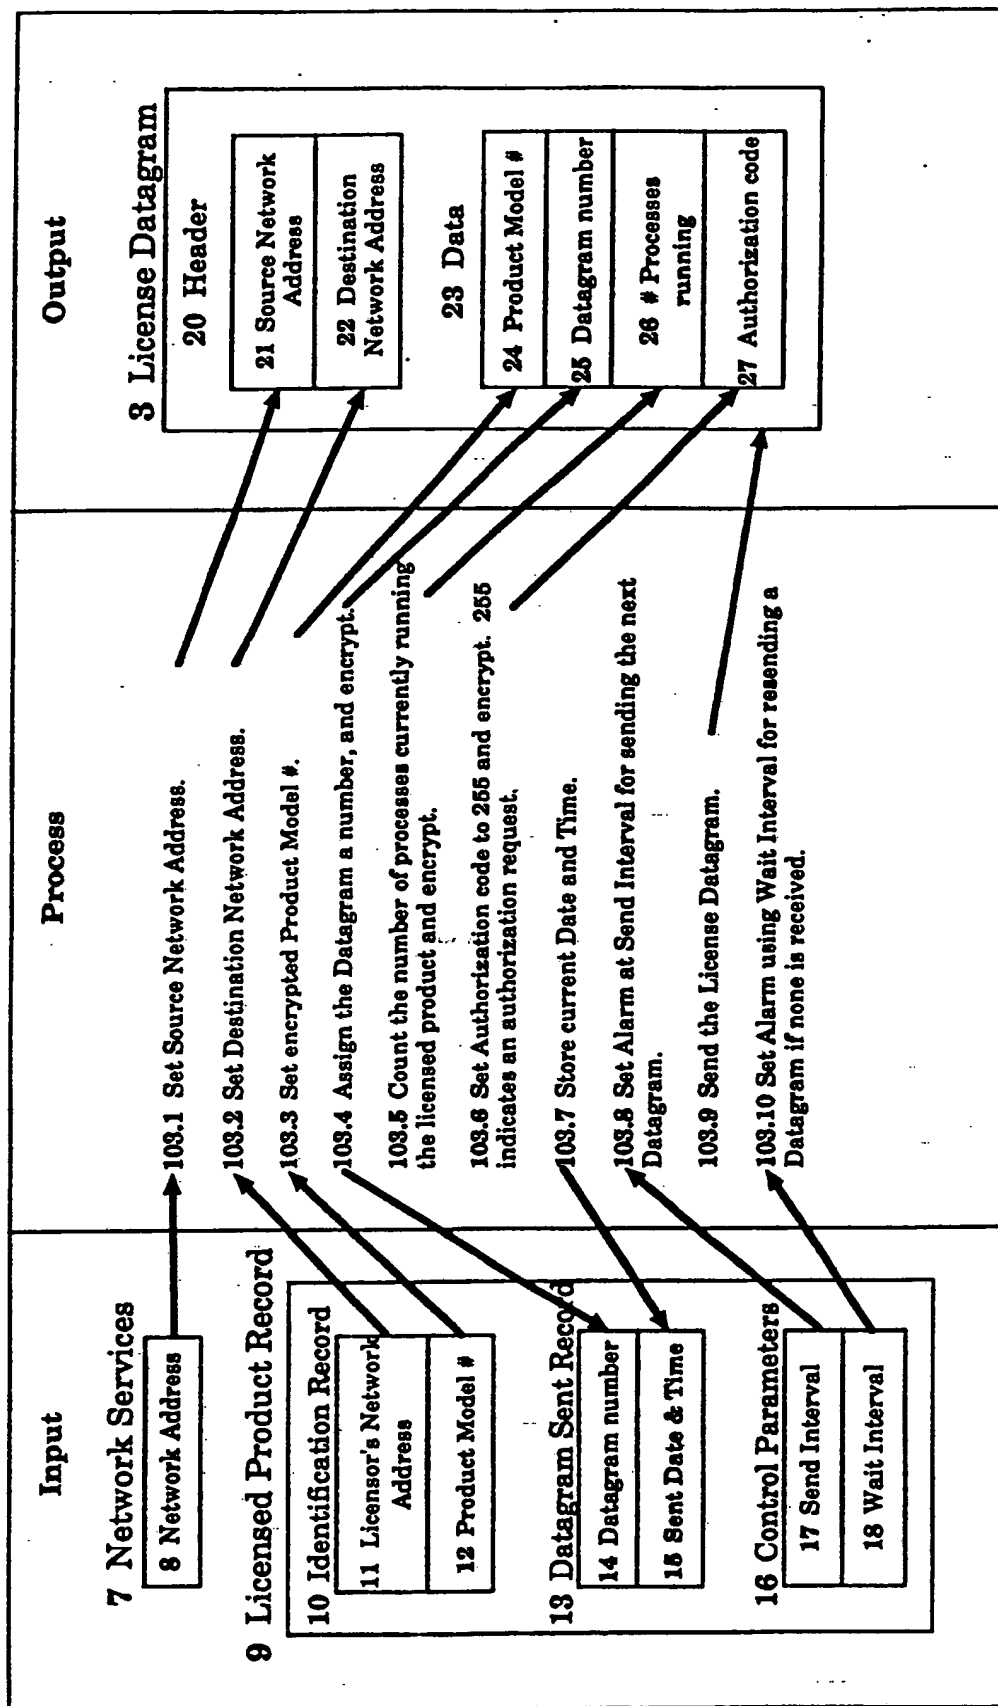 Input
7 Network Services
8 Network Address
9 Licensed Product Record
10 Identification Record
11 Licensor's Network
Address
12 Product Model #
13 Datagram Sent Record
14 Datagram number
15 Sent Date & Time
16 Control Parameters
17 Send Interval
18 Wait Interval
Process
103.1 Set Source Network Address.
103.2 Set Destination Network Address.
103.3 Set encrypted Product Model #.
103.4 Assign the Datagram a number, and encrypt.
103.5 Count the number of processes currently running
the licensed product and encrypt.
103.6 Set Authorization code to 255 and encrypt. 255
indicates an authorization request.
103.7 Store current Date and Time.
103.8 Set Alarm at Send Interval for sending the next
Datagram.
103.9 Send the License Datagram.
103.10 Set Alarm using Wait Interval for resending a
Datagram if none is received.
Output
3 License Datagram
20 Header
21 Source Network
Address
22 Destination
Network Address
23 Data
24 Product Model #
25 Datagram number
26 # Processes
running
27 Authorization code